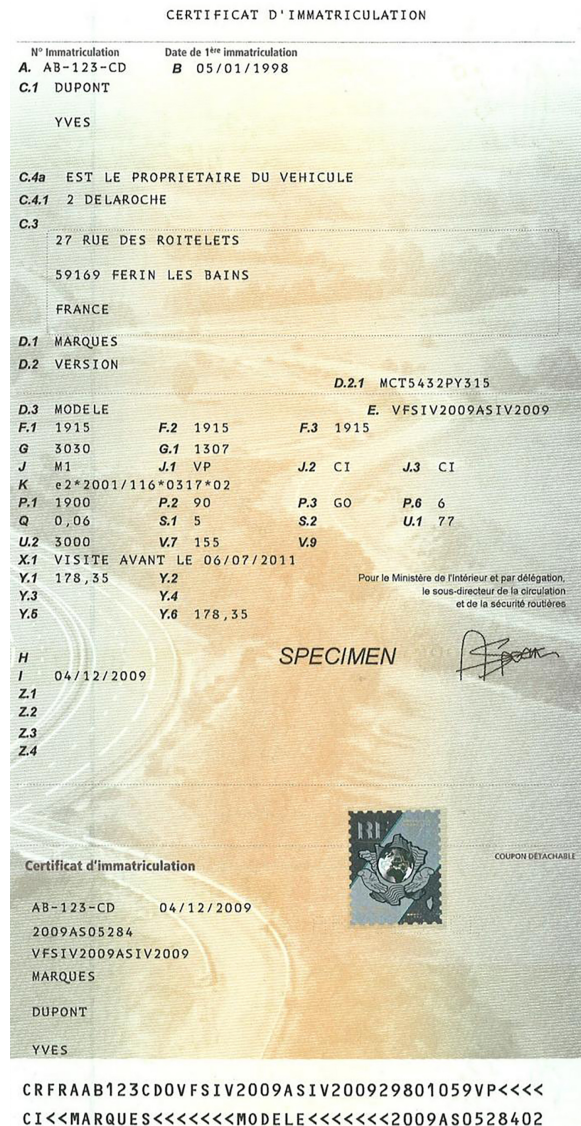 CERTIFICAT D'IMMATRICULATION
N° Immatriculation Date de 1ère immatriculation
A. AB-123-CD B 05/01/1998
C.1 DUPONT
YVES
C.4a EST LE PROPRIETAIRE DU VEHICULE
C.4.1 2 DELAROCHE
C.3
27 RUE DES ROITELETS
59169 FERIN LES BAINS
FRANCE
D.1 MARQUES
D.2 VERSION
D.2.1 MCT5432PY315
D.3 MODELE E. VFSIV2009ASIV2009
F.1 1915 F.2 1915 F.3 1915
G 3030 G.1 1307
J M1 J.1 VP J.2 CI J.3 CI
K e2*2001/116*0317*02
P.1 1900 P.2 90 P.3 GO P.6 6
Q 0,06 S.1 5 S.2 U.1 77
U.2 3000 V.7 155 V.9
X.1 VISITE AVANT LE 06/07/2011
Y.1 178,35 Y.2
Y.3 Y.4
Y.5 Y.6 178,35
Pour le Ministère de l'Intérieur et par délégation,
le sous-directeur de la circulation
et de la sécurité routières
SPECIMEN
H
I 04/12/2009
Z.1
Z.2
Z.3
Z.4
COUPON DÉTACHABLE
Certificat d'immatriculation
AB-123-CD 04/12/2009
2009AS05284
VFSIV2009ASIV2009
MARQUES
DUPONT
YVES
CRFRAAB123CD0VFSIV2009ASIV200929801059VP<<<<
CI<<MARQUES<<<<<<<MODELE<<<<<<<2009AS0528402